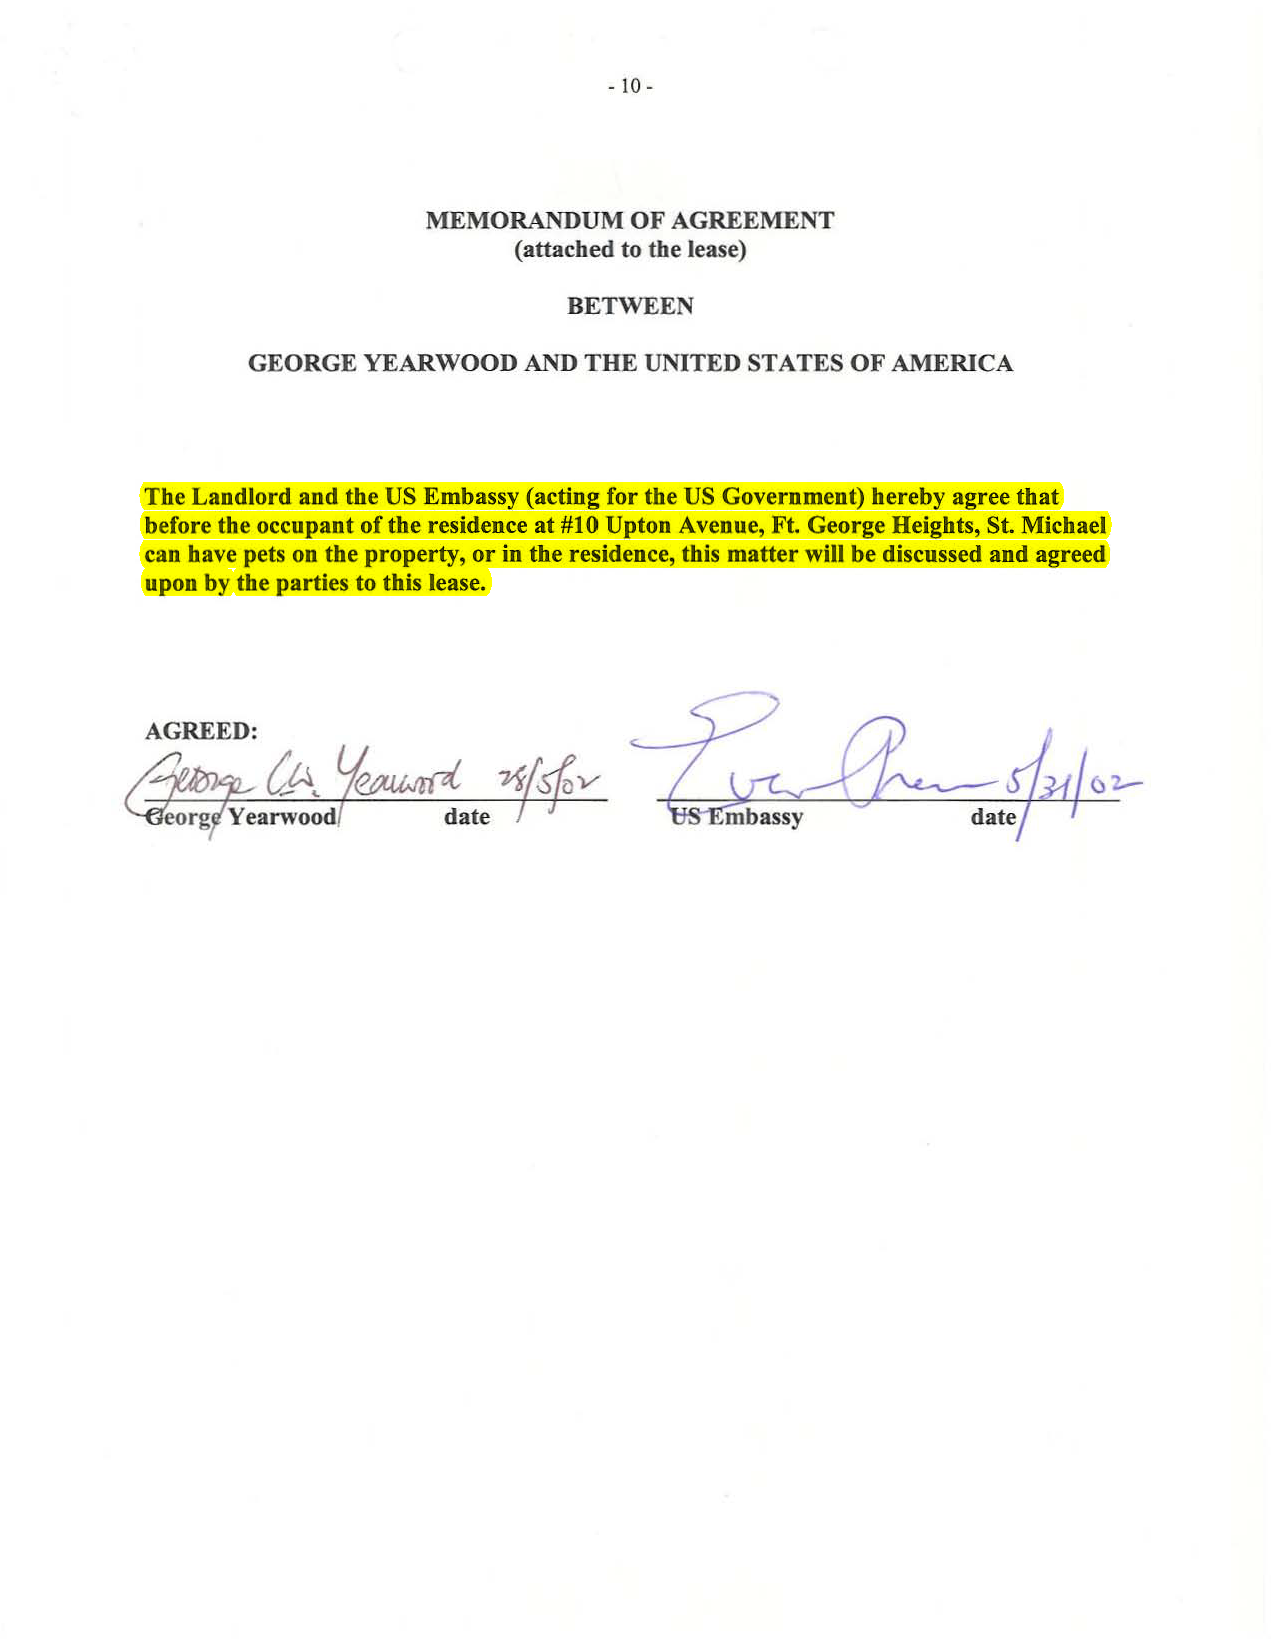 - 10 -
MEMORANDUM OF AGREEMENT
(attached to the lease)
BETWEEN
GEORGE YEARWOOD AND THE UNITED STATES OF AMERICA
The Landlord and the US Embassy (acting for the US Government) hereby agree that
before the occupant of the residence at #10 Upton Avenue, Ft. George Heights, St. Michael
can have pets on the property, or in the residence, this matter will be discussed and agreed
upon by the parties to this lease.
AGREED:
George W. Yearwood 28/5/02 5/31/02
George Yearwood date US Embassy date